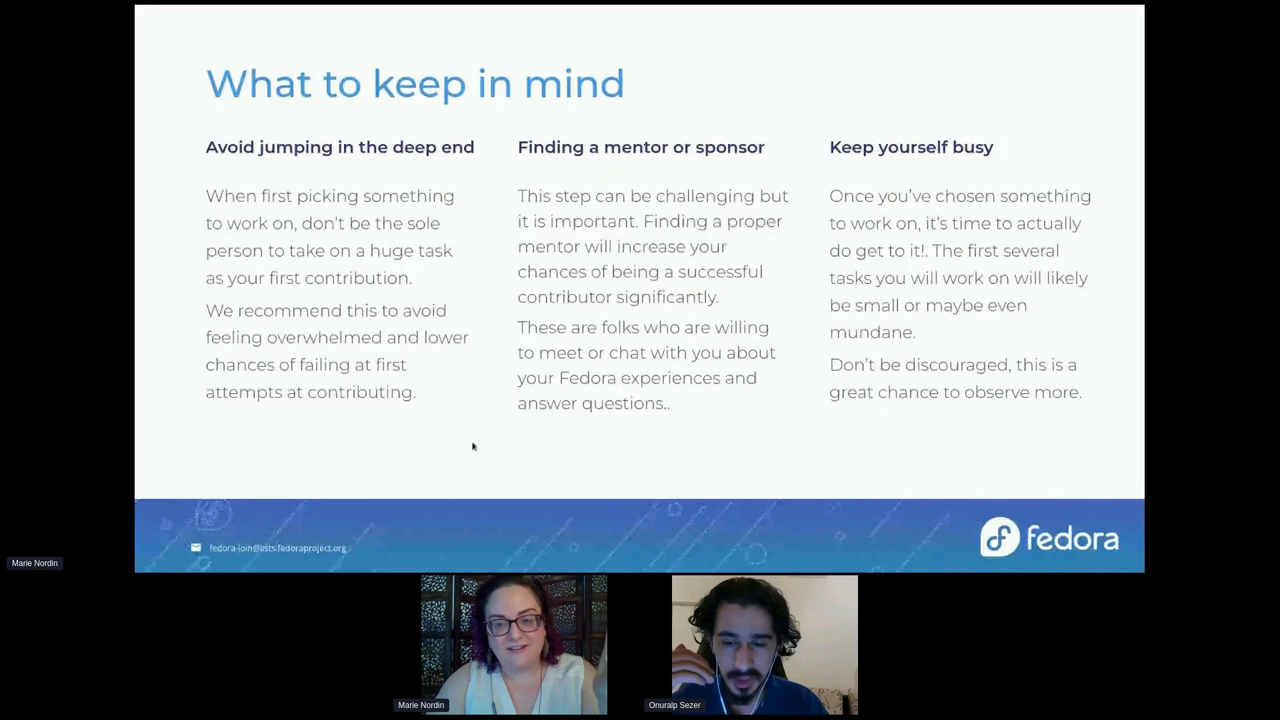 What to keep in mind
Avoid jumping in the deep end
When first picking something
to work on, don't be the sole
person to take on a huge task
as your first contribution.
We recommend this to avoid
feeling overwhelmed and lower
chances of failing at first
attempts at contributing.
Finding a mentor or sponsor
This step can be challenging but
it is important. Finding a proper
mentor will increase your
chances of being a successful
contributor significantly.
These are folks who are willing
to meet or chat with you about
your Fedora experiences and
answer questions..
Keep yourself busy
Once you've chosen something
to work on, it's time to actually
do get to it!. The first several
tasks you will work on will likely
be small or maybe even
mundane.
Don't be discouraged, this is a
great chance to observe more.
fedora-join@lists.fedoraproject.org
fedora
Marie Nordin
Marie Nordin
Onuralp Sezer